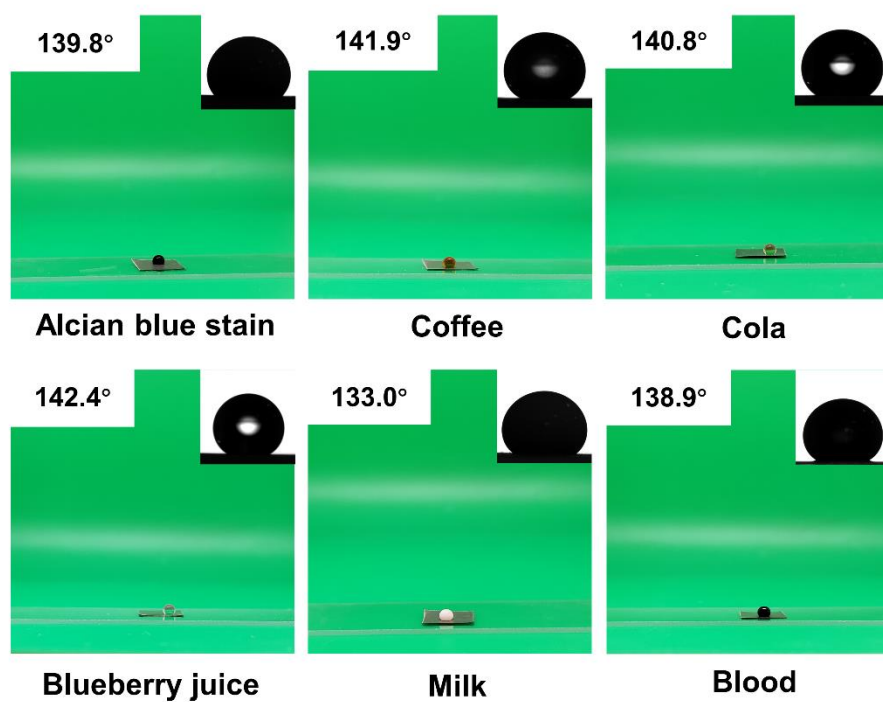 139.8°
141.9°
140.8°
Alcian blue stain
Coffee
Cola
142.4°
133.0°
138.9°
Blueberry juice
Milk
Blood